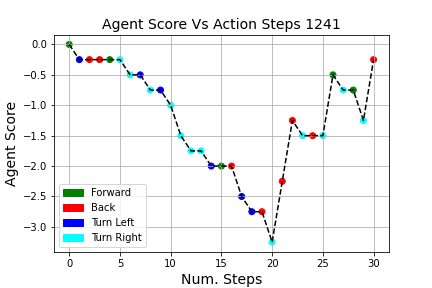 Agent Score Vs Action Steps 1241
Agent Score
0.0
−0.5
−1.0
−1.5
−2.0
−2.5
−3.0
Forward
Back
Turn Left
Turn Right
0 5 10 15 20 25 30
Num. Steps